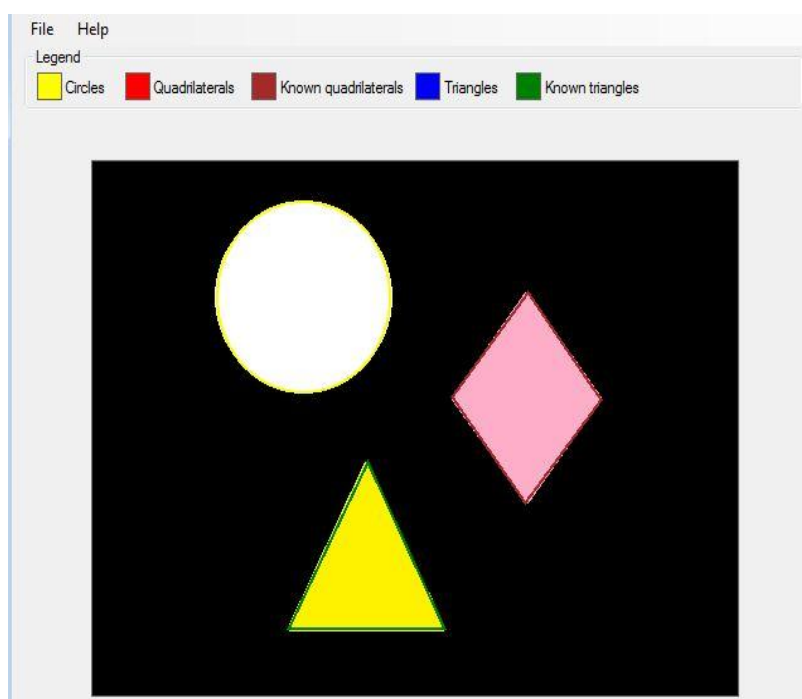 File Help
Legend
Circles Quadrilaterals Known quadrilaterals Triangles Known triangles